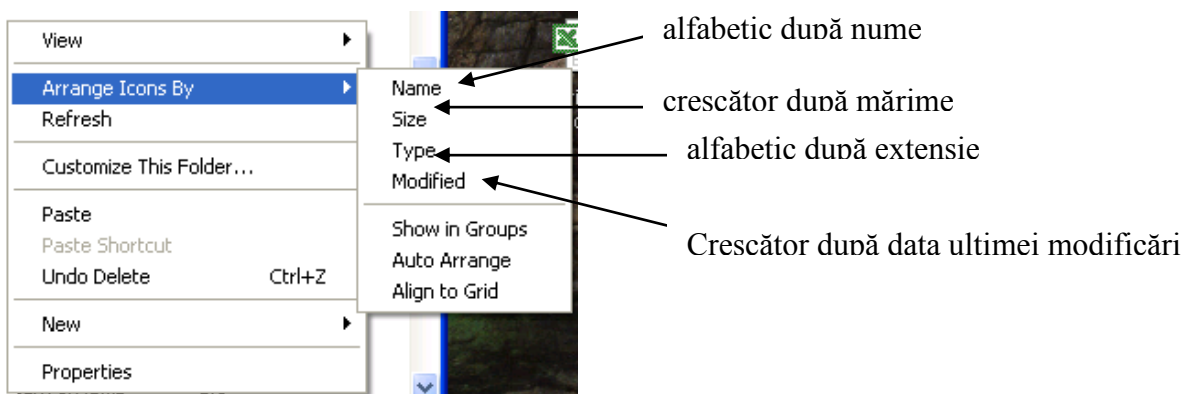 View
Arrange Icons By
Refresh
Customize This Folder...
Paste
Paste Shortcut
Undo Delete Ctrl+Z
New
Properties
Name
Size
Type
Modified
Show in Groups
Auto Arrange
Align to Grid
alfabetic după nume
crescător după mărime
alfabetic după extensie
Crescător după data ultimei modificări